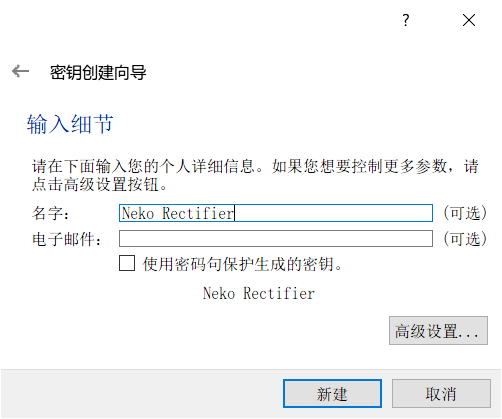 ?
密钥创建向导
输入细节
请在下面输入您的个人详细信息。如果您想要控制更多参数，请
点击高级设置按钮。
名字： Neko Rectifier (可选)
电子邮件： (可选)
使用密码句保护生成的密钥。
Neko Rectifier
高级设置...
新建 取消